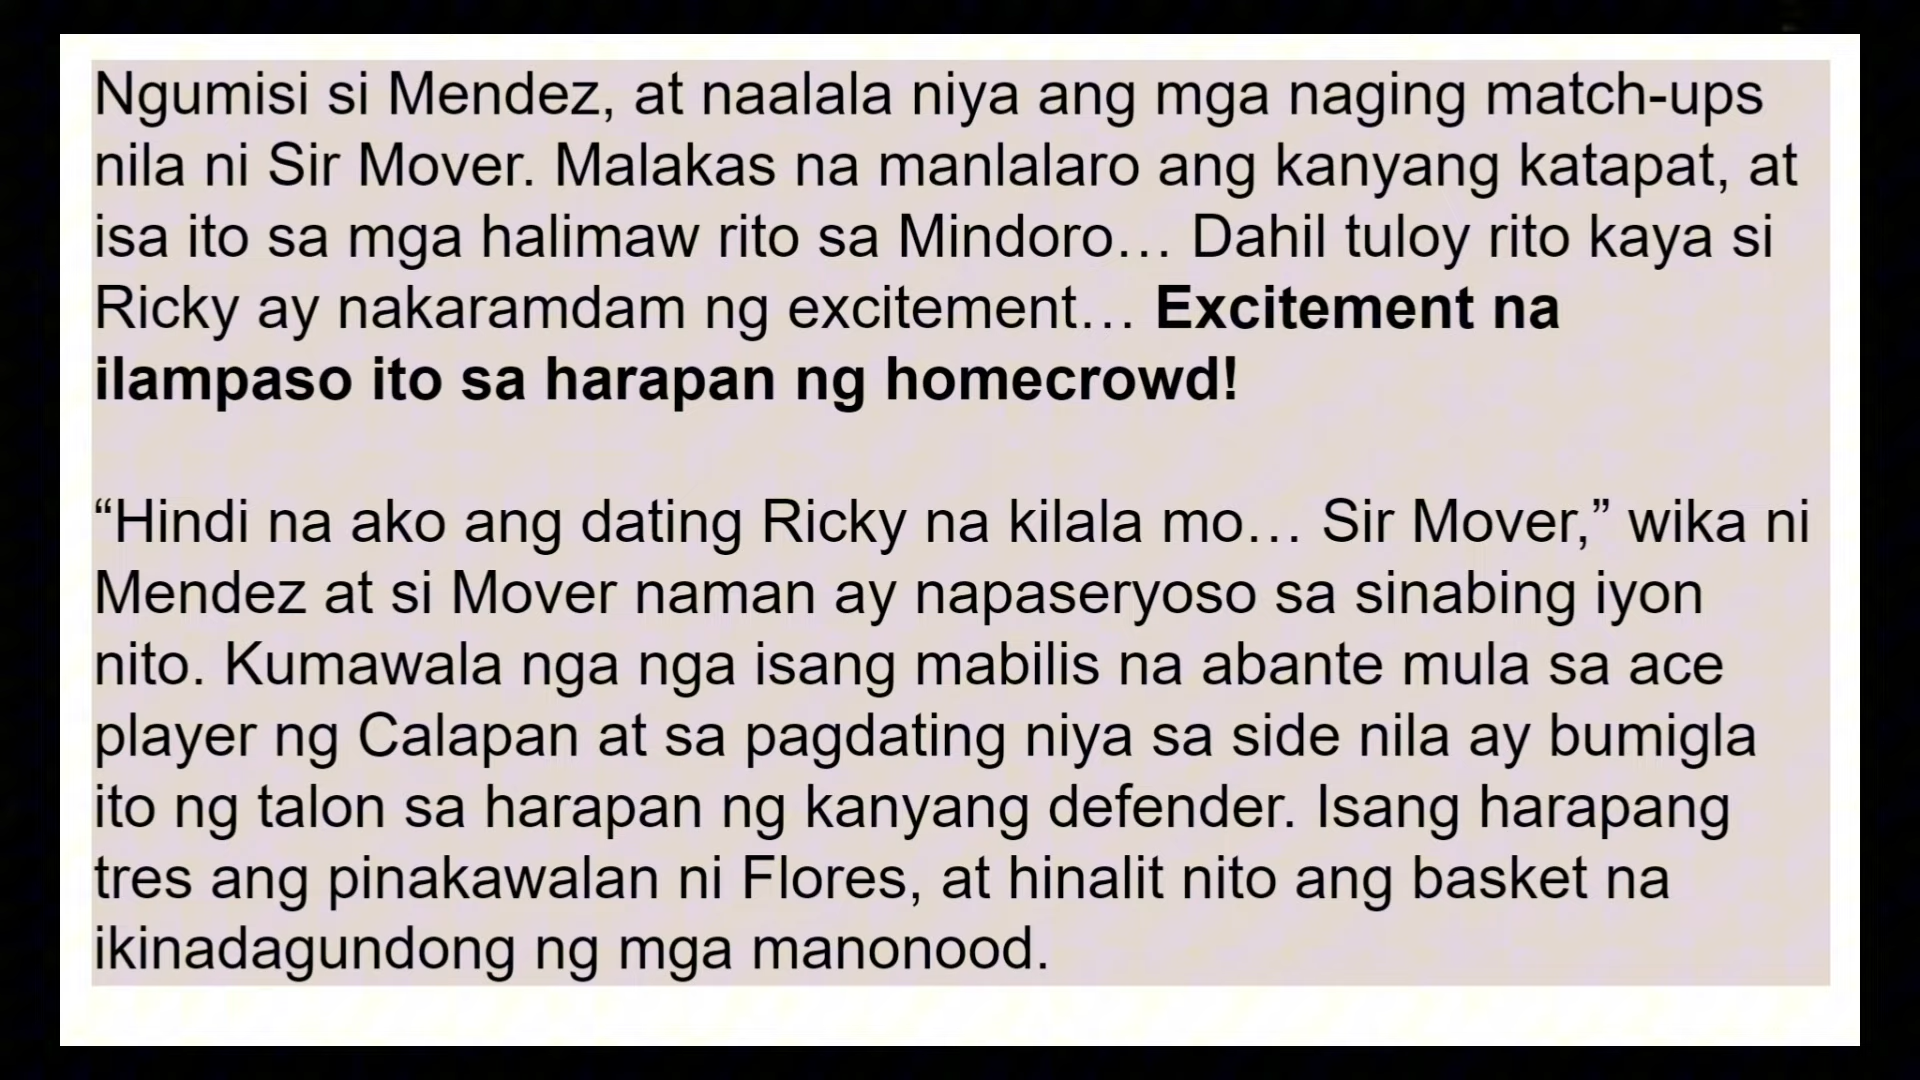 Ngumisi si Mendez, at naalala niya ang mga naging match-ups
nila ni Sir Mover. Malakas na manlalaro ang kanyang katapat, at
isa ito sa mga halimaw rito sa Mindoro… Dahil tuloy rito kaya si
Ricky ay nakaramdam ng excitement… Excitement na
ilampaso ito sa harapan ng homecrowd!
“Hindi na ako ang dating Ricky na kilala mo… Sir Mover,” wika ni
Mendez at si Mover naman ay napaseryoso sa sinabing iyon
nito. Kumawala nga nga isang mabilis na abante mula sa ace
player ng Calapan at sa pagdating niya sa side nila ay bumigla
ito ng talon sa harapan ng kanyang defender. Isang harapang
tres ang pinakawalan ni Flores, at hinalit nito ang basket na
ikinadagundong ng mga manonood.